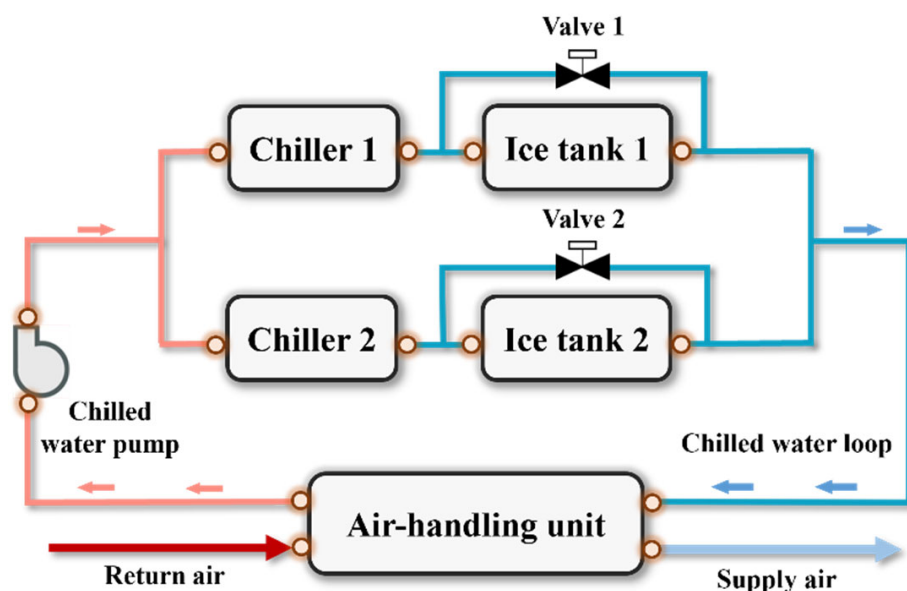 Valve 1
Chiller 1
Ice tank 1
Valve 2
Chiller 2
Ice tank 2
Chilled
water pump
Chilled water loop
Air-handling unit
Return air
Supply air